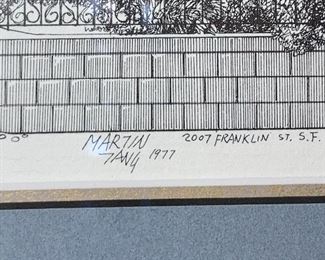 MARTIN
TANG 1977
2007 FRANKLIN ST. S.F.